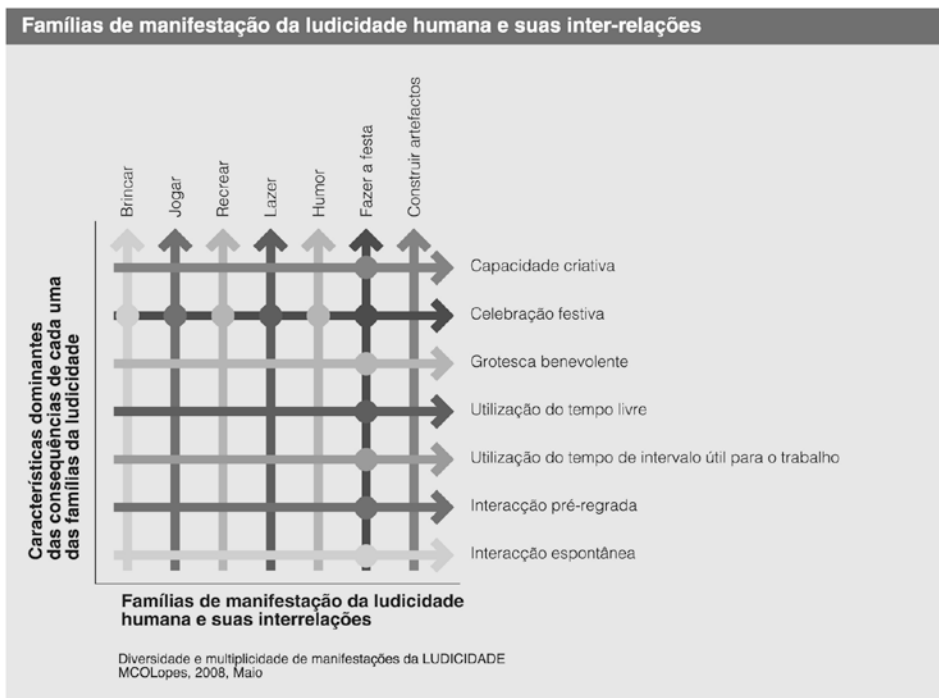 Famílias de manifestação da ludicidade humana e suas inter-relações
Brincar
Jogar
Recrear
Lazer
Humor
Fazer a festa
Construir artefactos
Características dominantes
das consequências de cada uma
das famílias da ludicidade
Capacidade criativa
Celebração festiva
Grotesca benevolente
Utilização do tempo livre
Utilização do tempo de intervalo útil para o trabalho
Interacção pré-regrada
Interacção espontânea
Famílias de manifestação da ludicidade
humana e suas interrelações
Diversidade e multiplicidade de manifestações da LUDICIDADE
MCOLopes, 2008, Maio